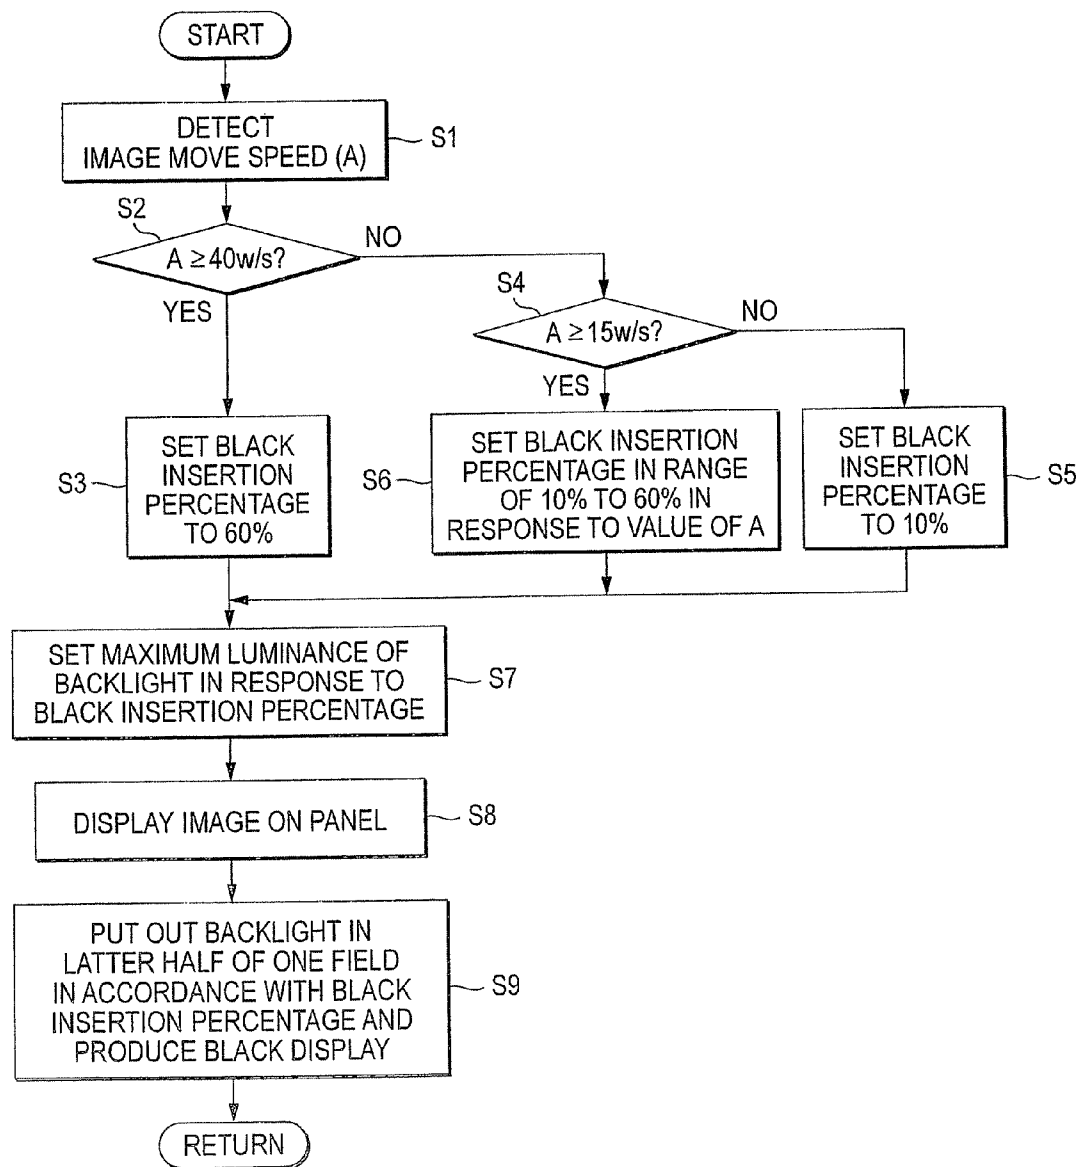 START
DETECT
IMAGE MOVE SPEED (A)
S1
S2
A ≧40w/s?
NO
YES
S4
A ≧15w/s?
NO
YES
SET BLACK
INSERTION
PERCENTAGE
TO 60%
S3
SET BLACK INSERTION
PERCENTAGE IN RANGE
OF 10% TO 60% IN
RESPONSE TO VALUE OF A
S6
SET BLACK
INSERTION
PERCENTAGE
TO 10%
S5
SET MAXIMUM LUMINANCE OF
BACKLIGHT IN RESPONSE TO
BLACK INSERTION PERCENTAGE
S7
DISPLAY IMAGE ON PANEL
S8
PUT OUT BACKLIGHT IN
LATTER HALF OF ONE FIELD
IN ACCORDANCE WITH BLACK
INSERTION PERCENTAGE AND
PRODUCE BLACK DISPLAY
S9
RETURN